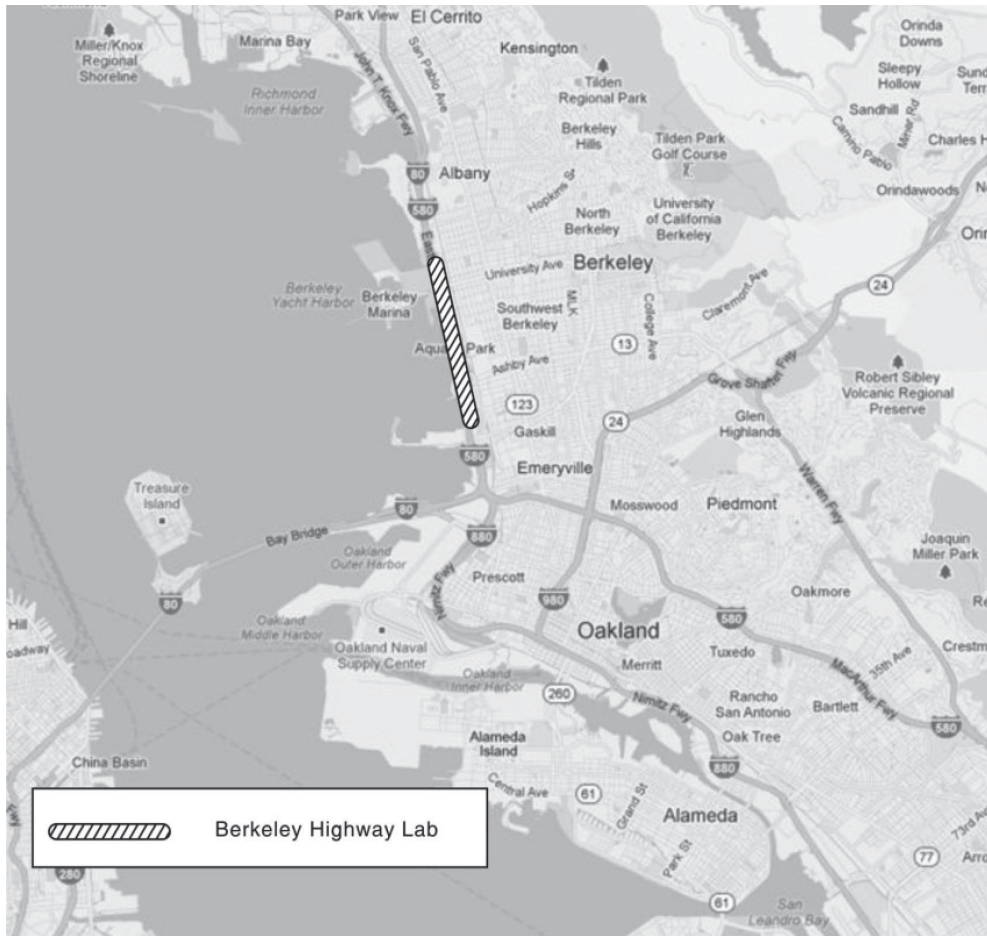 Park View
El Cerrito
Miller/Knox
Regional
Shoreline
Marina Bay
John T. Knox Fwy
San Pablo Ave
Kensington
Orinda
Downs
Sleepy
Hollow
Tilden
Regional Park
Richmond
Inner Harbor
Sandhill
Miner Rd
Berkeley
Hills
Tilden Park
Golf Course
Camino Pablo
Charles H
80
Albany
Hopkins St
Orindawoods
580
North
Berkeley
University
of California
Berkeley
University Ave
Berkeley
Berkeley
Yacht Harbor
Berkeley
Marina
Southwest
Berkeley
MLK
College Ave
Claremont Ave
24
Park
Ashby Ave
13
Grove Shafter Fwy
Robert Sibley
Volcanic Regional
Preserve
123
Gaskill
24
Glen
Highlands
580
Emeryville
Warren Fwy
Treasure
Island
80
Mosswood
Piedmont
Bay Bridge
880
Oakland
Outer Harbor
Joaquin
Miller Park
Prescott
Nimitz Fwy
980
Oakmore
80
Oakland
Middle Harbor
Oakland
580
Hill
oadway
Oakland Naval
Supply Center
Merritt
Tuxedo
35th Ave
Crestm
Oakland
Inner Harbor
260
Nimitz Fwy
MacArthur Fwy
Rancho
San Antonio
Bartlett
580
Alameda
Island
Oak Tree
China Basin
880
Central Ave
61
Grand St
Alameda
Berkeley Highway Lab
73rd Av
Park St
77
Arro
280
Fwy
61
San
Leandro Bay